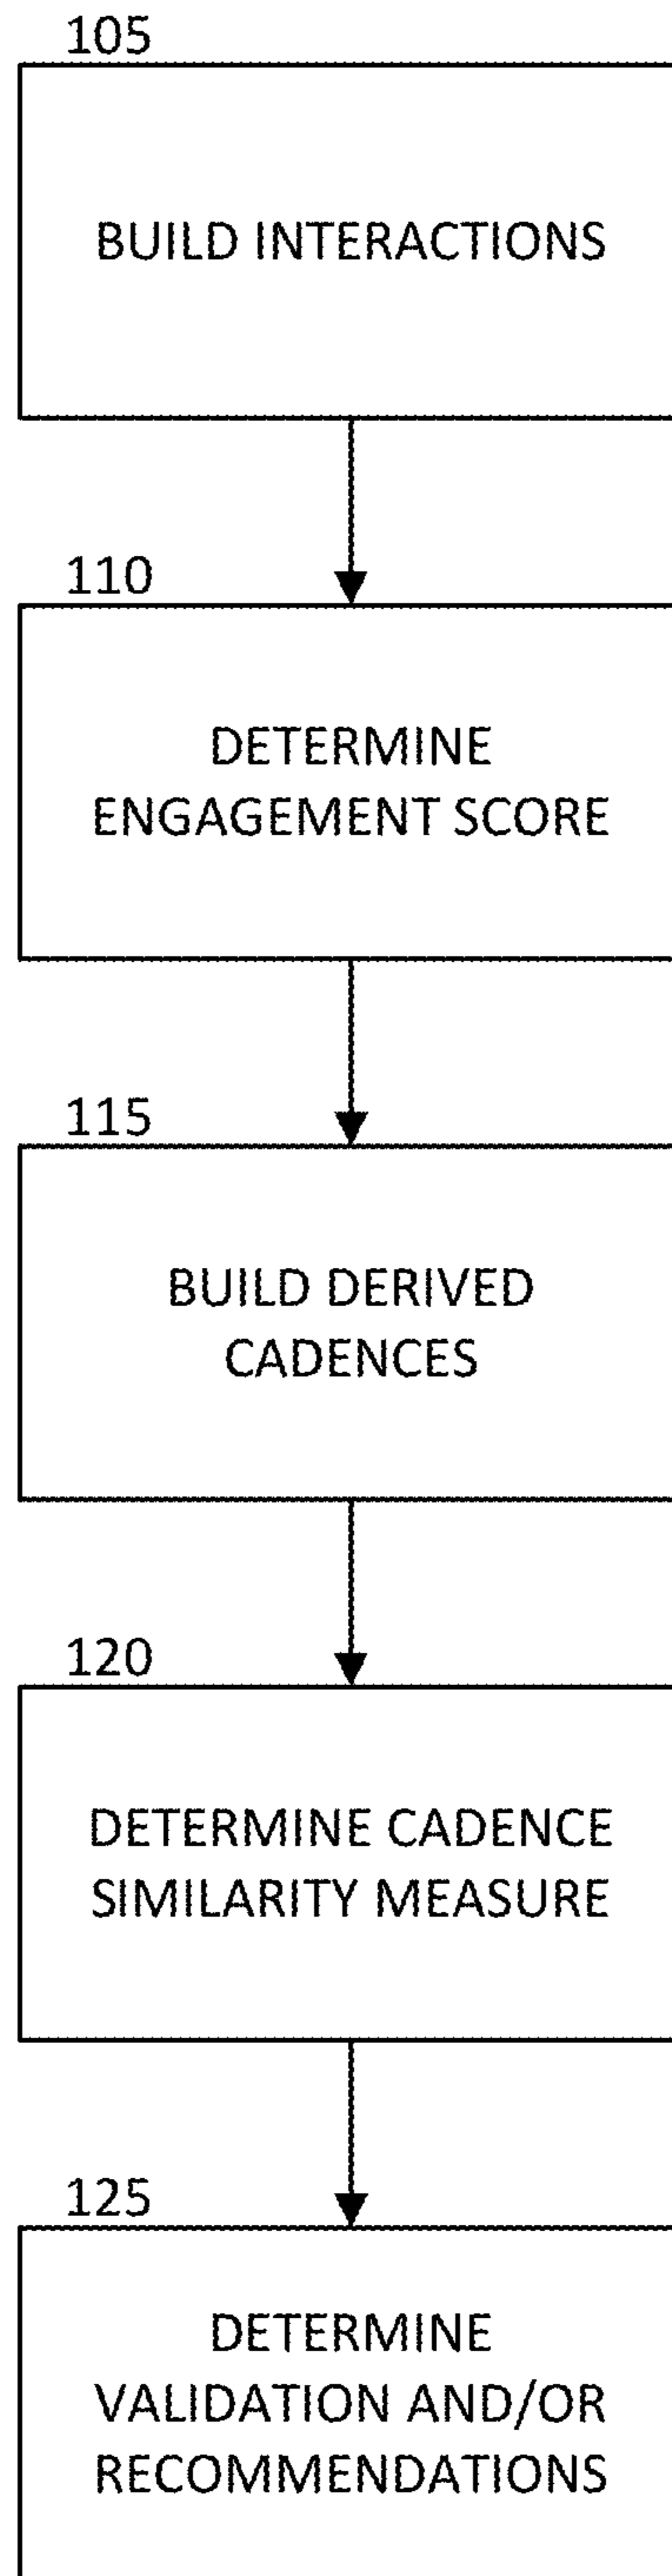 105
BUILD INTERACTIONS
110
DETERMINE
ENGAGEMENT SCORE
115
BUILD DERIVED
CADENCES
120
DETERMINE CADENCE
SIMILARITY MEASURE
125
DETERMINE
VALIDATION AND/OR
RECOMMENDATIONS